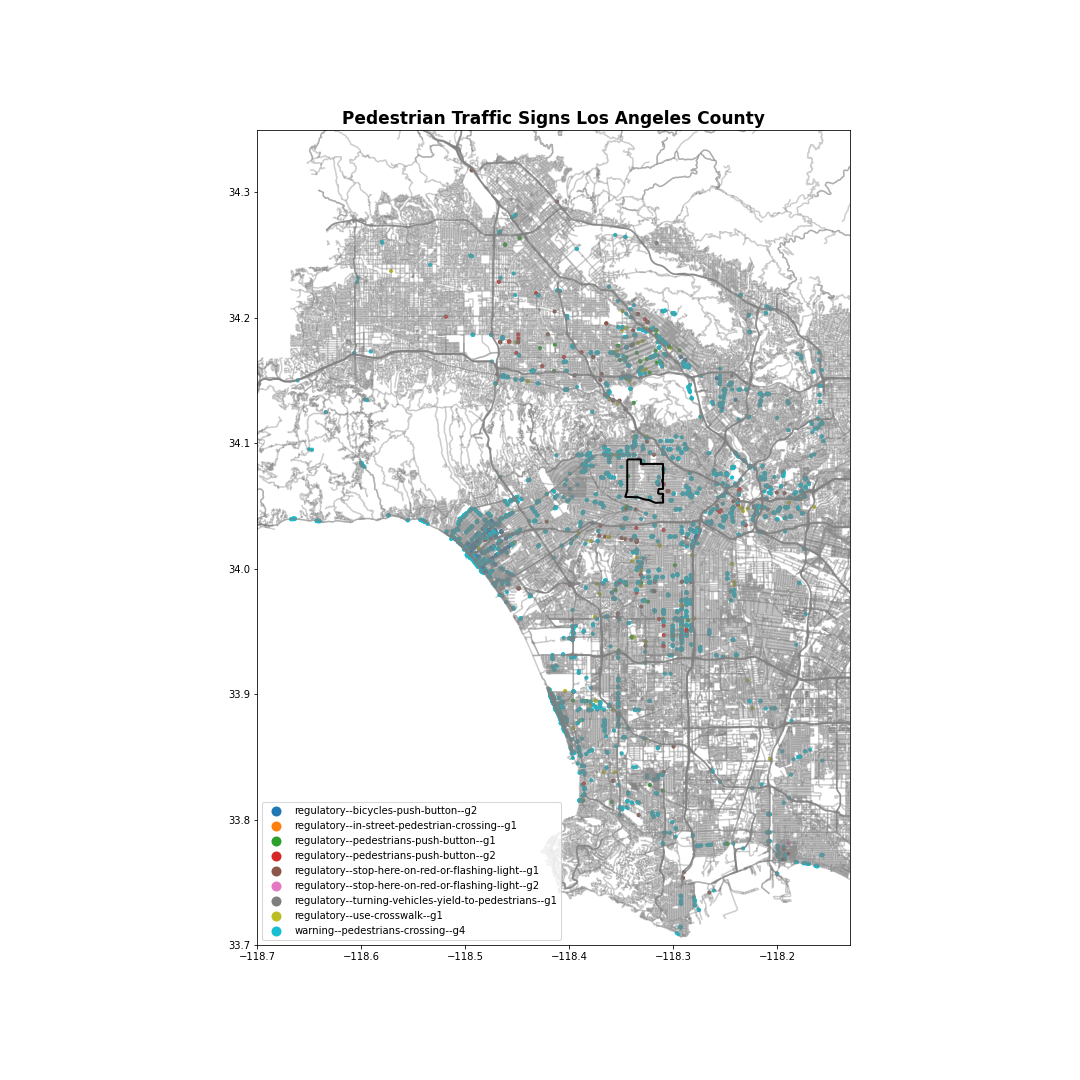 Pedestrian Traffic Signs Los Angeles County
34.3
34.2
34.1
34.0
33.9
33.8
33.7
regulatory--bicycles-push-button--g2
regulatory--in-street-pedestrian-crossing--g1
regulatory--pedestrians-push-button--g1
regulatory--pedestrians-push-button--g2
regulatory--stop-here-on-red-or-flashing-light--g1
regulatory--stop-here-on-red-or-flashing-light--g2
regulatory--turning-vehicles-yield-to-pedestrians--g1
regulatory--use-crosswalk--g1
warning--pedestrians-crossing--g4
−118.7 −118.6 −118.5 −118.4 −118.3 −118.2